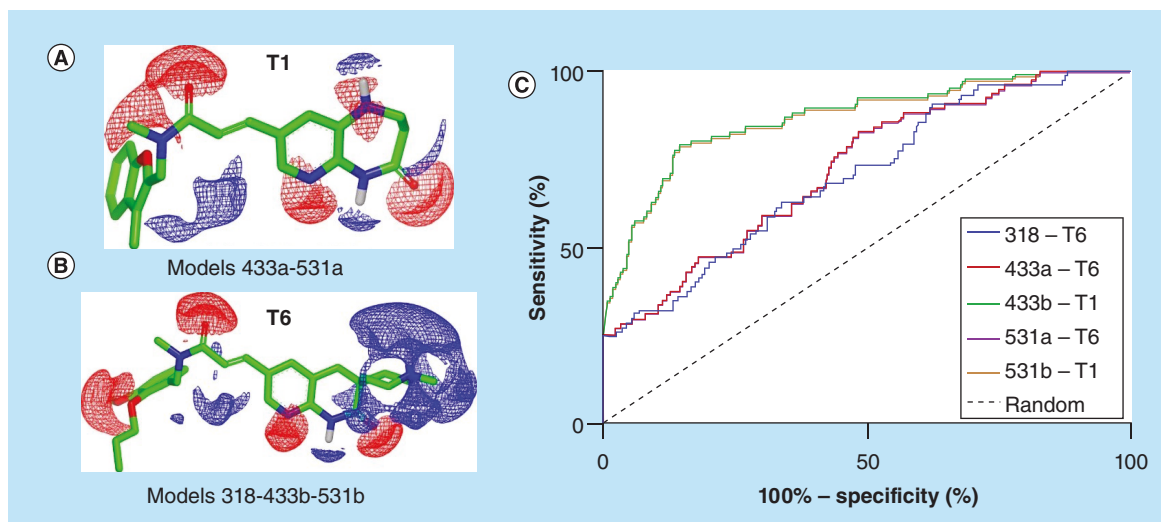 A
T1
Models 433a-531a
B
T6
Models 318-433b-531b
C
100
50
0
Sensitivity (%)
318 – T6
433a – T6
433b – T1
531a – T6
531b – T1
Random
0
50
100
100% – specificity (%)